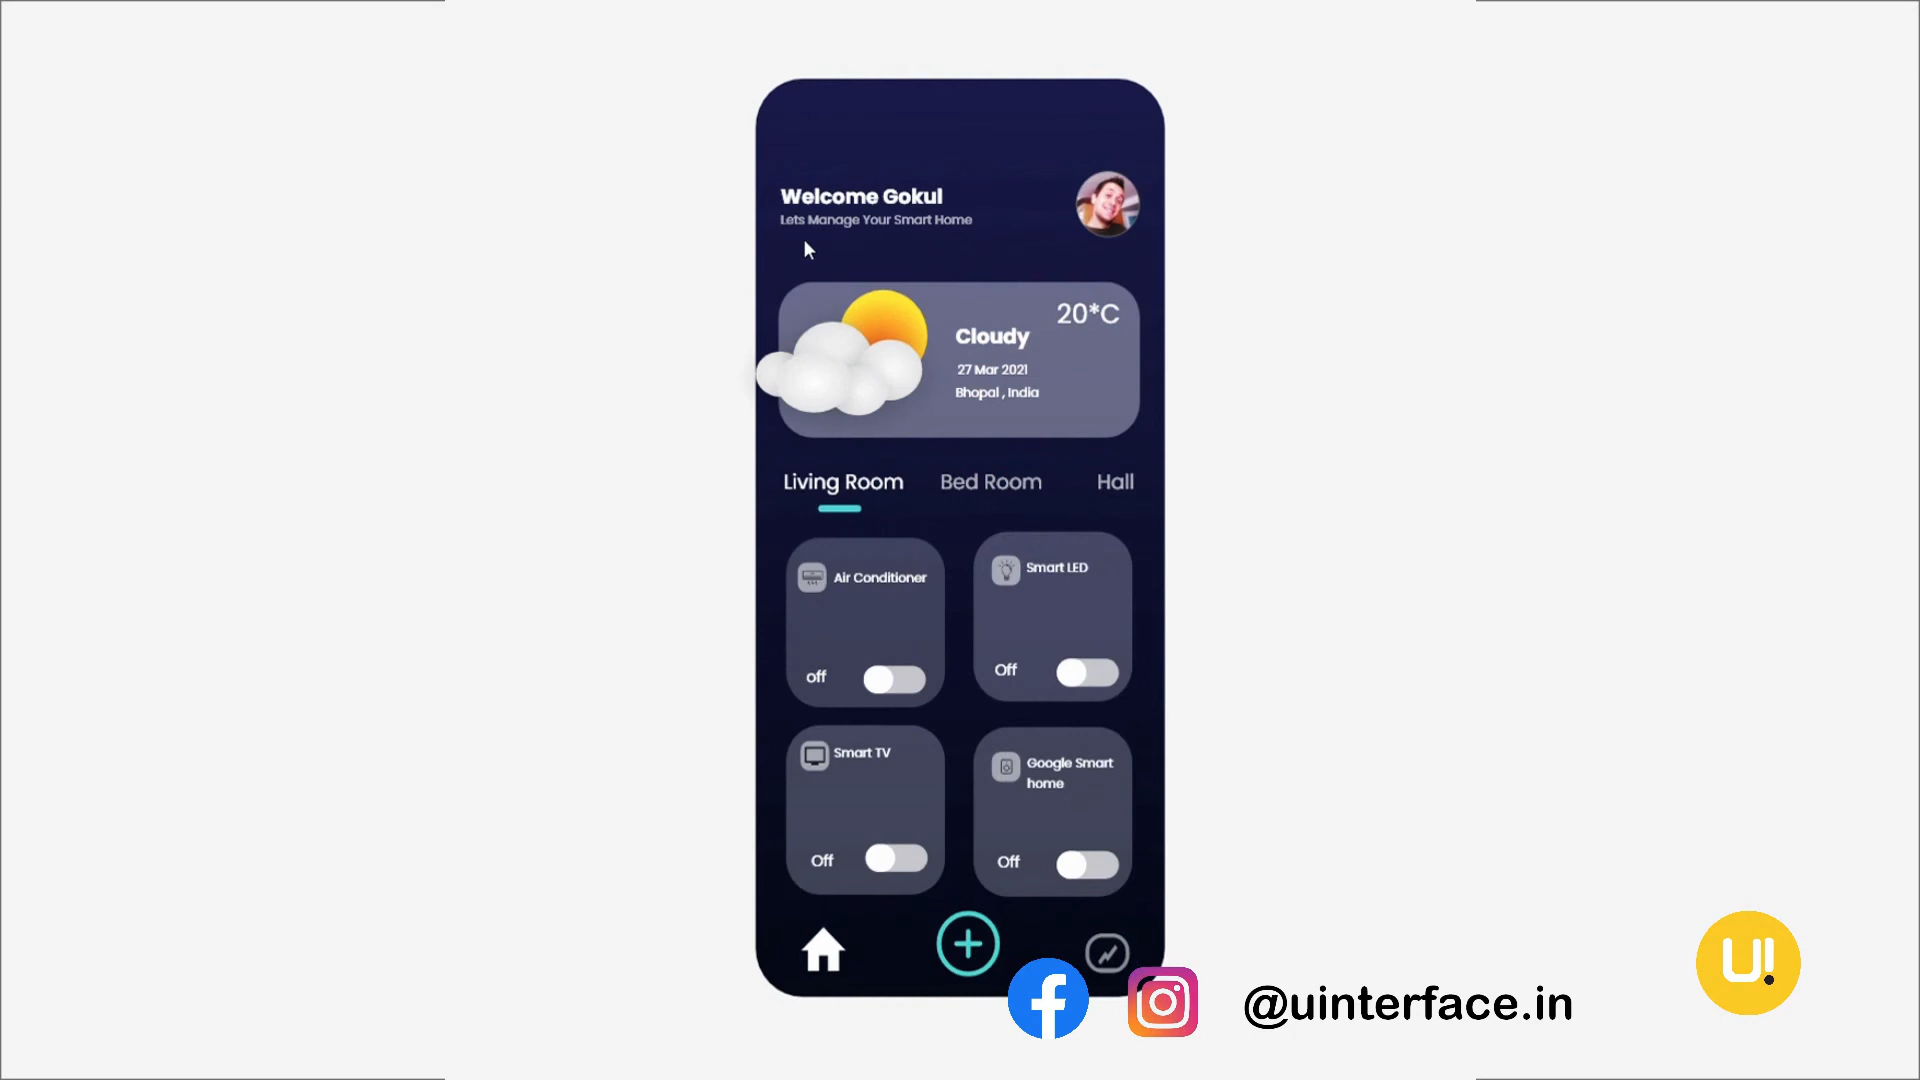 Welcome Gokul
Lets Manage Your Smart Home
20*C
Cloudy
27 Mar 2021
Bhopal , India
Living Room
Bed Room
Hall
Air Conditioner
Smart LED
off
Off
Smart TV
Google Smart
home
Off
Off
@uinterface.in
U!